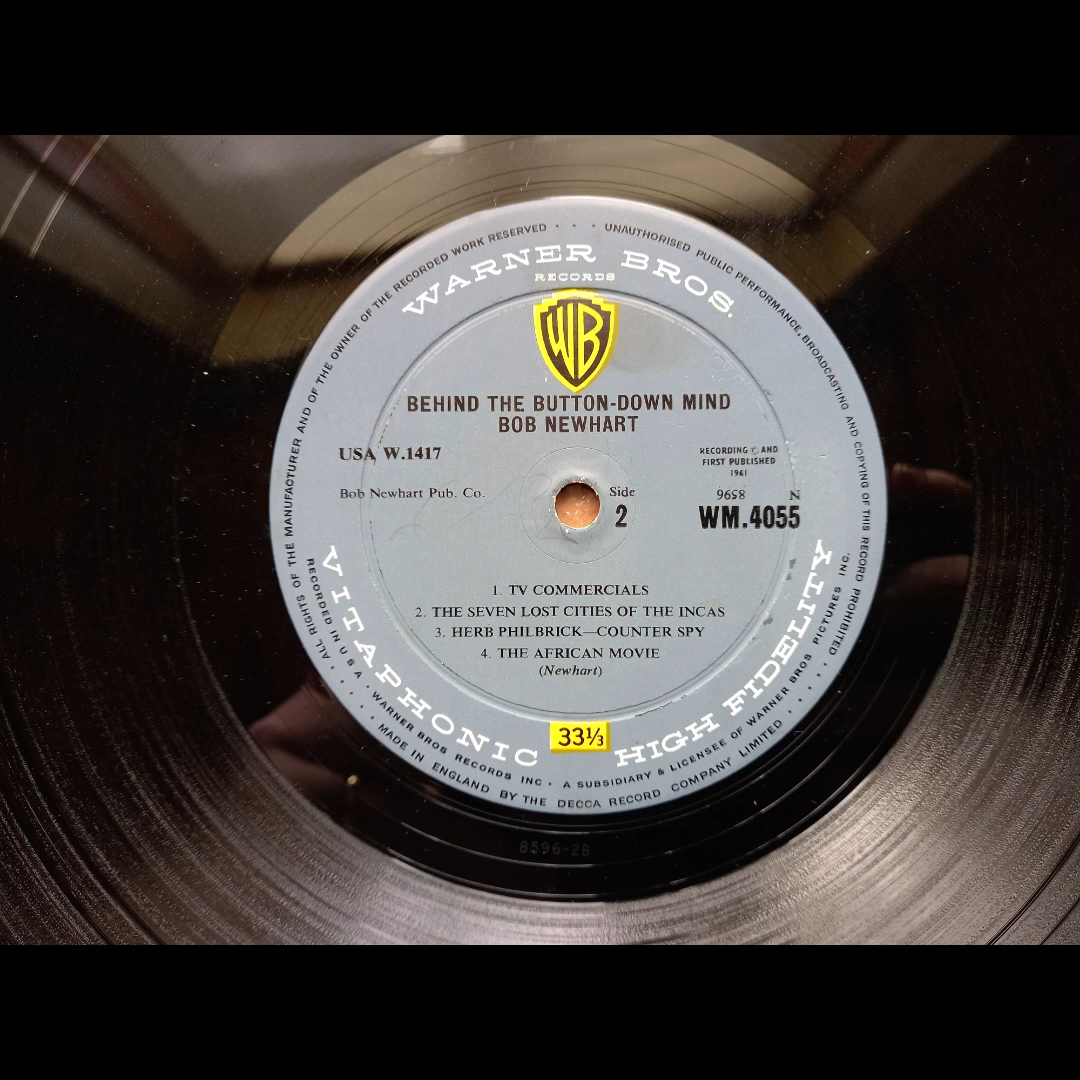 ALL RIGHTS OF THE MANUFACTURER AND OF THE OWNER OF THE RECORDED WORK RESERVED · · · UNAUTHORISED PUBLIC PERFORMANCE, BROADCASTING AND COPYING OF THIS RECORD PROHIBITED
WARNER BROS.
RECORDS
WB
BEHIND THE BUTTON-DOWN MIND
BOB NEWHART
USA W.1417
RECORDING © AND
FIRST PUBLISHED
1961
Bob Newhart Pub. Co.
Side
2
9658 N
WM.4055
1. TV COMMERCIALS
2. THE SEVEN LOST CITIES OF THE INCAS
3. HERB PHILBRICK—COUNTER SPY
4. THE AFRICAN MOVIE
(Newhart)
VITAPHONIC
33⅓
HIGH FIDELITY
RECORDED IN U S A · WARNER BROS RECORDS INC · A SUBSIDIARY & LICENSEE OF WARNER BROS PICTURES INC.
MADE IN ENGLAND BY THE DECCA RECORD COMPANY LIMITED
8596-2B